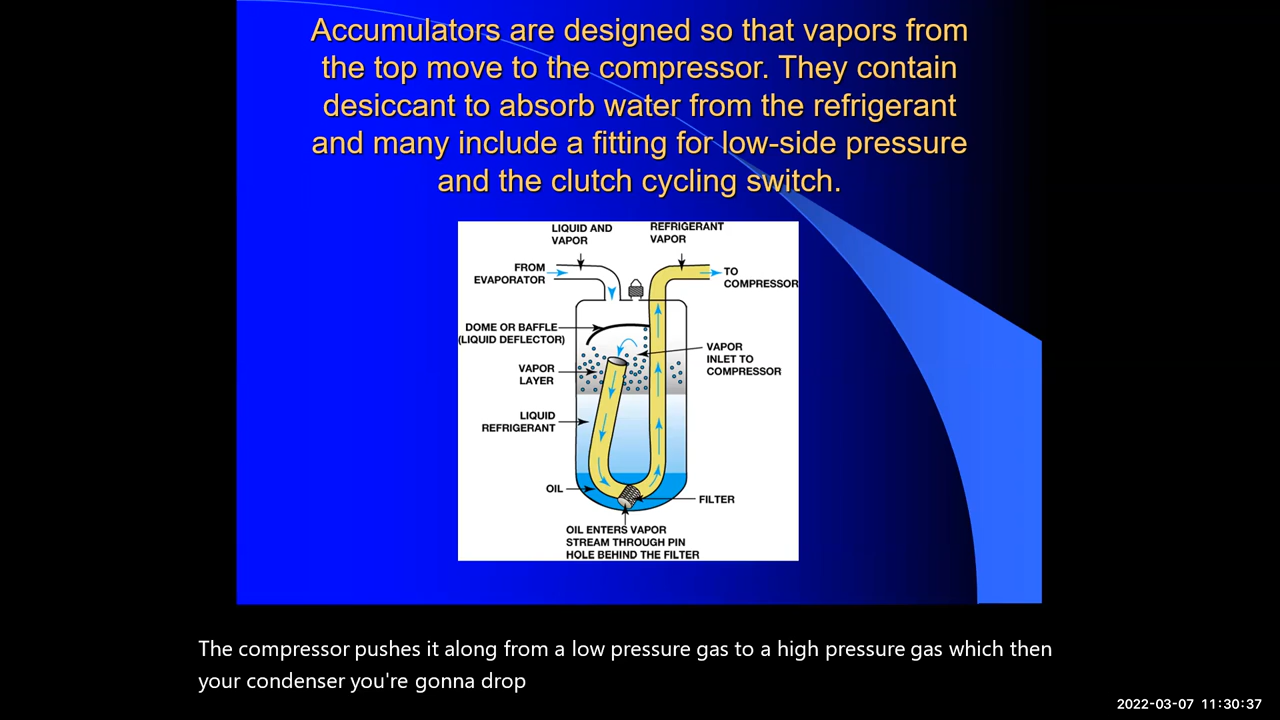 Accumulators are designed so that vapors from
the top move to the compressor. They contain
desiccant to absorb water from the refrigerant
and many include a fitting for low-side pressure
and the clutch cycling switch.
LIQUID AND
VAPOR
REFRIGERANT
VAPOR
FROM
EVAPORATOR
TO
COMPRESSOR
DOME OR BAFFLE
(LIQUID DEFLECTOR)
VAPOR
INLET TO
COMPRESSOR
VAPOR
LAYER
LIQUID
REFRIGERANT
OIL
FILTER
OIL ENTERS VAPOR
STREAM THROUGH PIN
HOLE BEHIND THE FILTER
The compressor pushes it along from a low pressure gas to a high pressure gas which then
your condenser you're gonna drop
2022-03-07 11:30:37